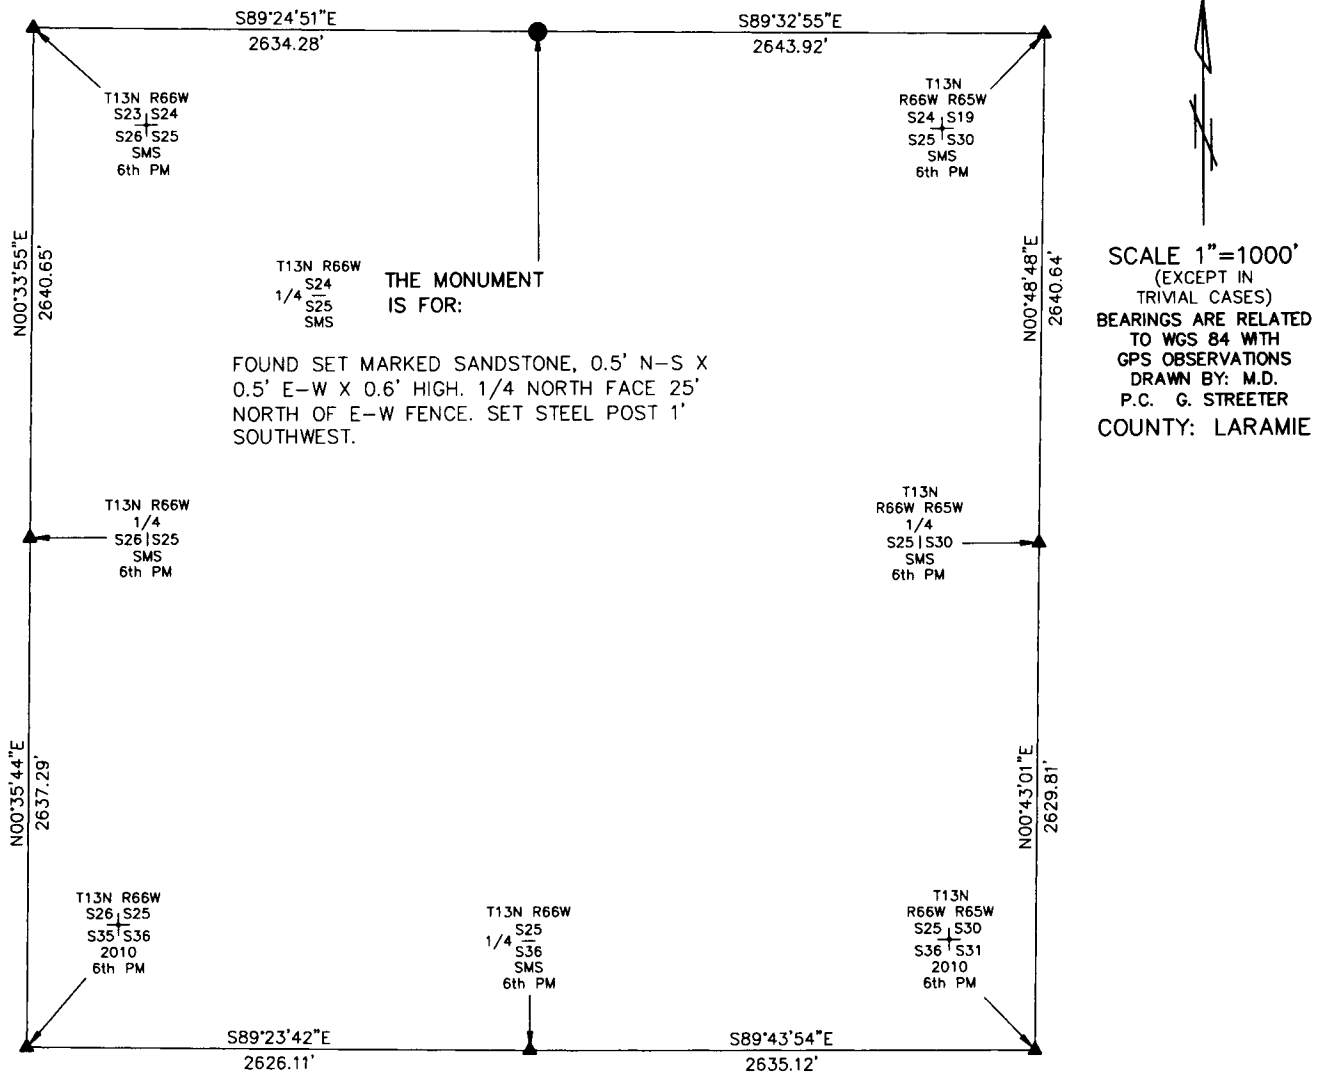 S89°24'51"E
2634.28'
S89°32'55"E
2643.92'
T13N R66W
S23 S24
S26 S25
SMS
6th PM
T13N
R66W R65W
S24 S19
S25 S30
SMS
6th PM
N00°33'55"E
2640.65'
T13N R66W
S24
1/4
S25
SMS
THE MONUMENT
IS FOR:
N00°48'48"E
2640.64'
SCALE 1"=1000'
(EXCEPT IN
TRIVIAL CASES)
BEARINGS ARE RELATED
TO WGS 84 WITH
GPS OBSERVATIONS
DRAWN BY: M.D.
P.C. G. STREETER
COUNTY: LARAMIE
FOUND SET MARKED SANDSTONE, 0.5' N-S X
0.5' E-W X 0.6' HIGH. 1/4 NORTH FACE 25'
NORTH OF E-W FENCE. SET STEEL POST 1'
SOUTHWEST.
T13N R66W
1/4
S26 S25
SMS
6th PM
T13N
R66W R65W
1/4
S25 S30
SMS
6th PM
N00°35'44"E
2637.29'
N00°43'01"E
2629.81'
T13N R66W
S26 S25
S35 S36
2010
6th PM
T13N R66W
S25
1/4
S36
SMS
6th PM
T13N
R66W R65W
S25 S30
S36 S31
2010
6th PM
S89°23'42"E
2626.11'
S89°43'54"E
2635.12'